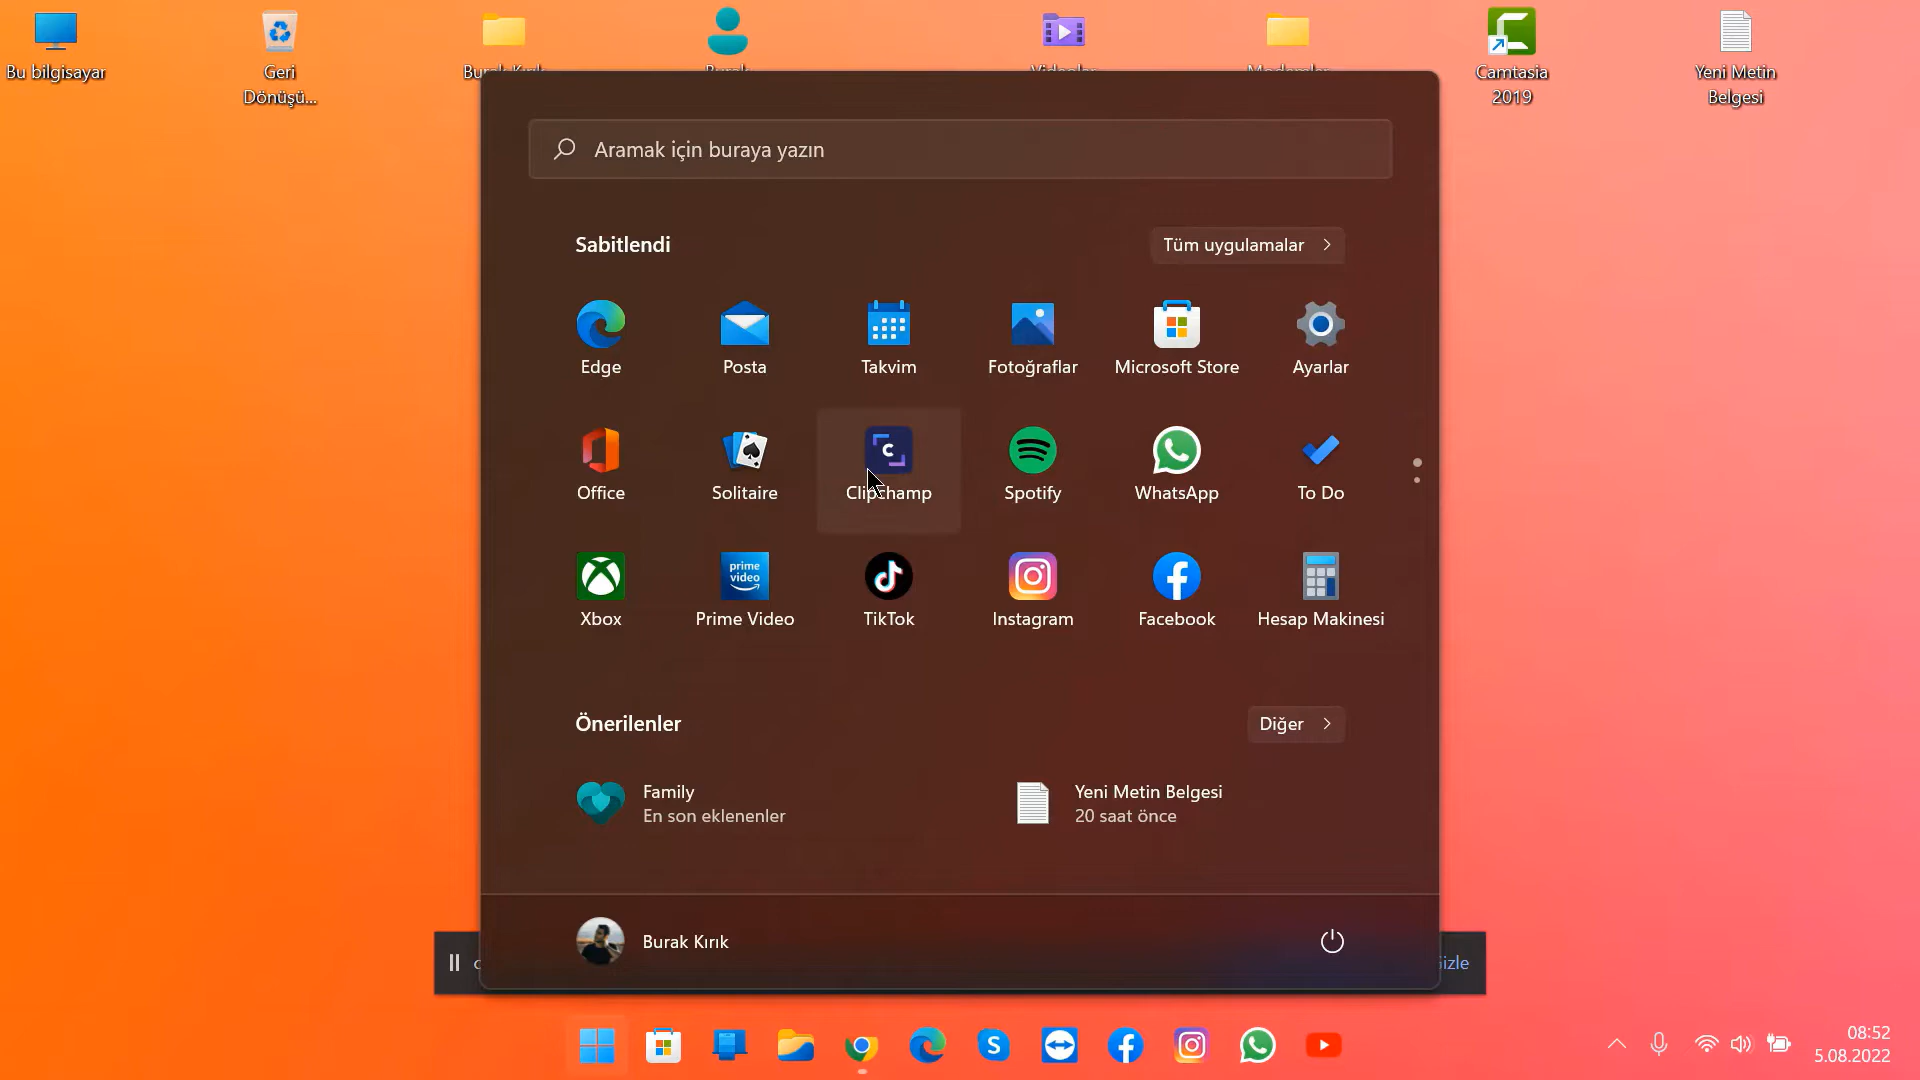 Bu bilgisayar
Geri
Dönüşü...
Camtasia
2019
Yeni Metin
Belgesi
Aramak için buraya yazın
Sabitlendi
Tüm uygulamalar
Edge
Posta
Takvim
Fotoğraflar
Microsoft Store
Ayarlar
Office
Solitaire
Clipchamp
Spotify
WhatsApp
To Do
Xbox
prime
video
Prime Video
TikTok
Instagram
Facebook
Hesap Makinesi
Önerilenler
Diğer
Family
En son eklenenler
Yeni Metin Belgesi
20 saat önce
Burak Kırık
08:52
5.08.2022